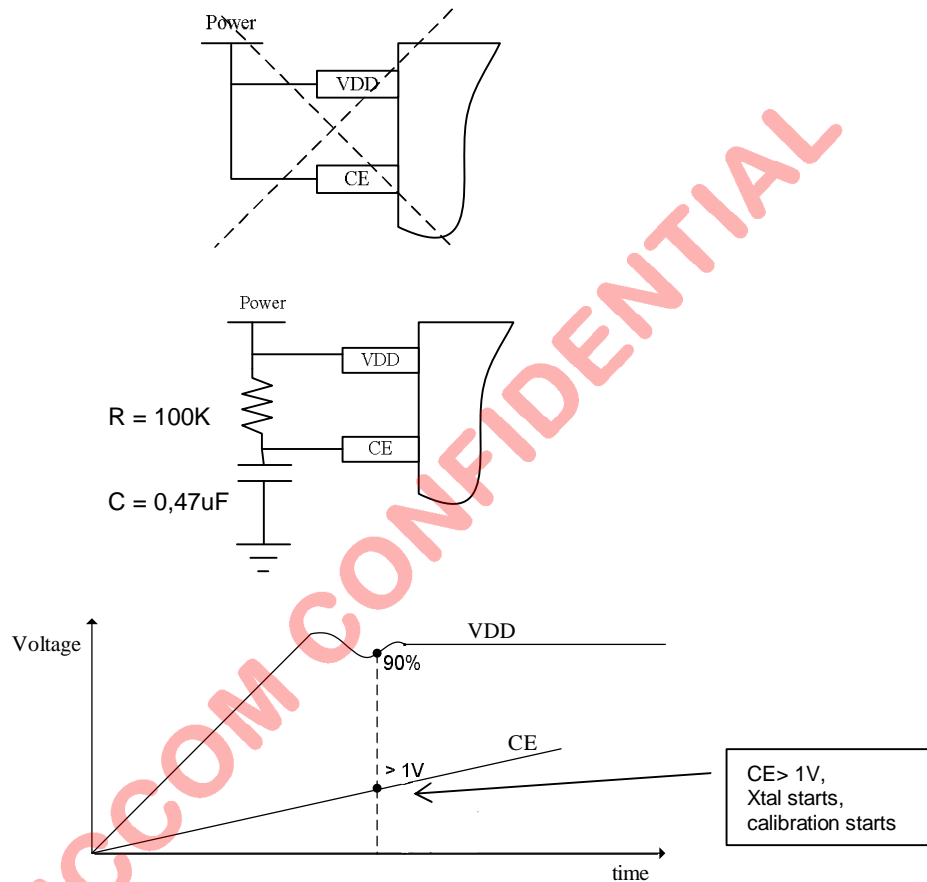 Power
VDD
CE
Power
VDD
R = 100K
CE
C = 0,47uF
Voltage
VDD
90%
CE
> 1V
CE> 1V,
Xtal starts,
calibration starts
time
CCOM CONFIDENTIAL